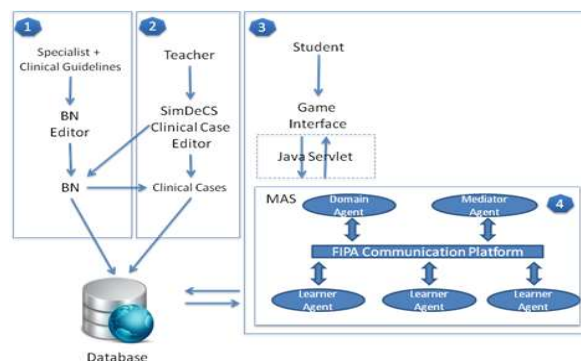 1
Specialist +
Clinical Guidelines
BN
Editor
BN
2
Teacher
SimDeCS
Clinical Case
Editor
Clinical Cases
3
Student
Game
Interface
Java Servlet
MAS
4
Domain
Agent
Mediator
Agent
FIPA Communication Platform
Learner
Agent
Learner
Agent
Learner
Agent
Database